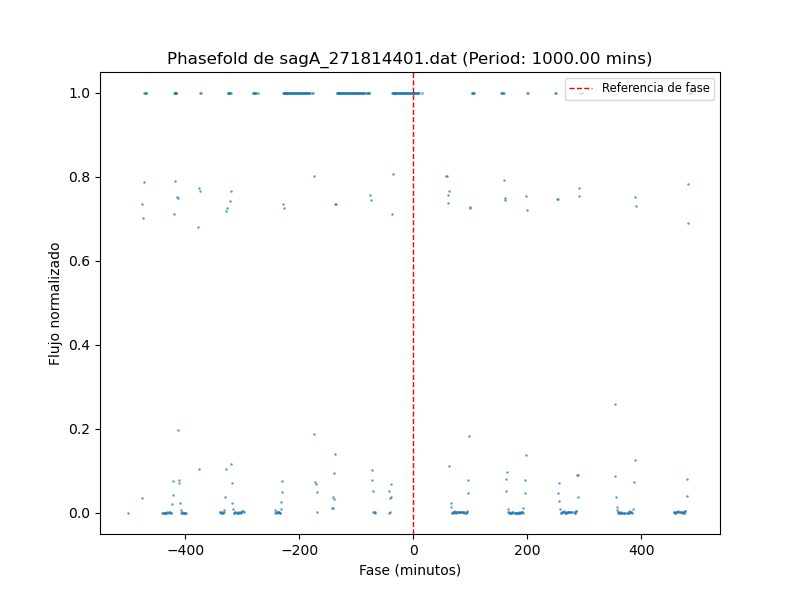 Phasefold de sagA_271814401.dat (Period: 1000.00 mins)
Referencia de fase
Flujo normalizado
1.0
0.8
0.6
0.4
0.2
0.0
−400
−200
0
200
400
Fase (minutos)